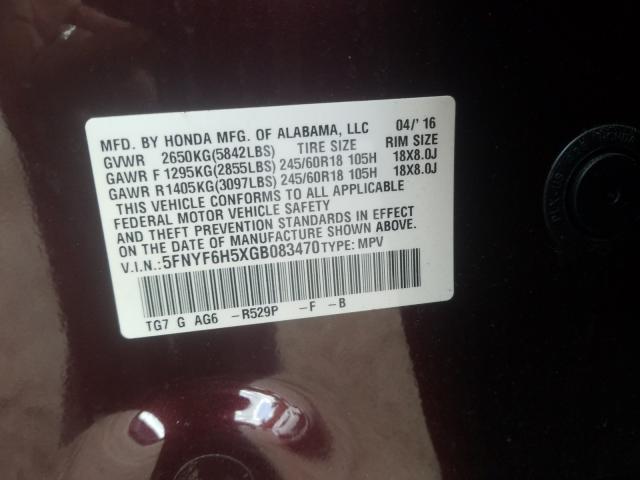 MFD. BY HONDA MFG. OF ALABAMA, LLC 04/'16
GVWR 2650KG(5842LBS) TIRE SIZE RIM SIZE
GAWR F 1295KG(2855LBS) 245/60R18 105H 18X8.0J
GAWR R 1405KG(3097LBS) 245/60R18 105H 18X8.0J
THIS VEHICLE CONFORMS TO ALL APPLICABLE
FEDERAL MOTOR VEHICLE SAFETY
AND THEFT PREVENTION STANDARDS IN EFFECT
ON THE DATE OF MANUFACTURE SHOWN ABOVE.
V.I.N.:5FNYF6H5XGB083470 TYPE: MPV
TG7 G AG6 -R529P -F -B